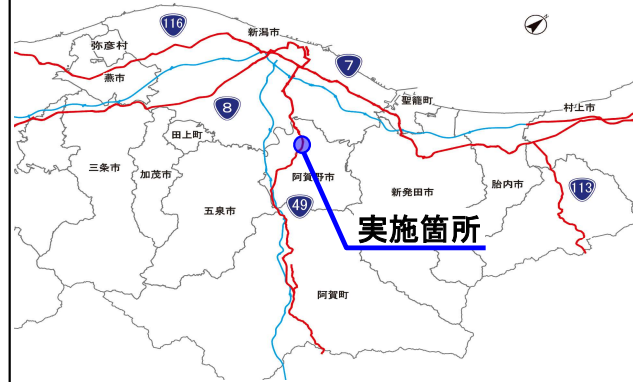 116
新潟市
弥彦村
燕市
7
8
聖籠町
村上市
田上町
三条市
加茂市
阿賀野市
新発田市
胎内市
113
五泉市
49
実施箇所
阿賀町